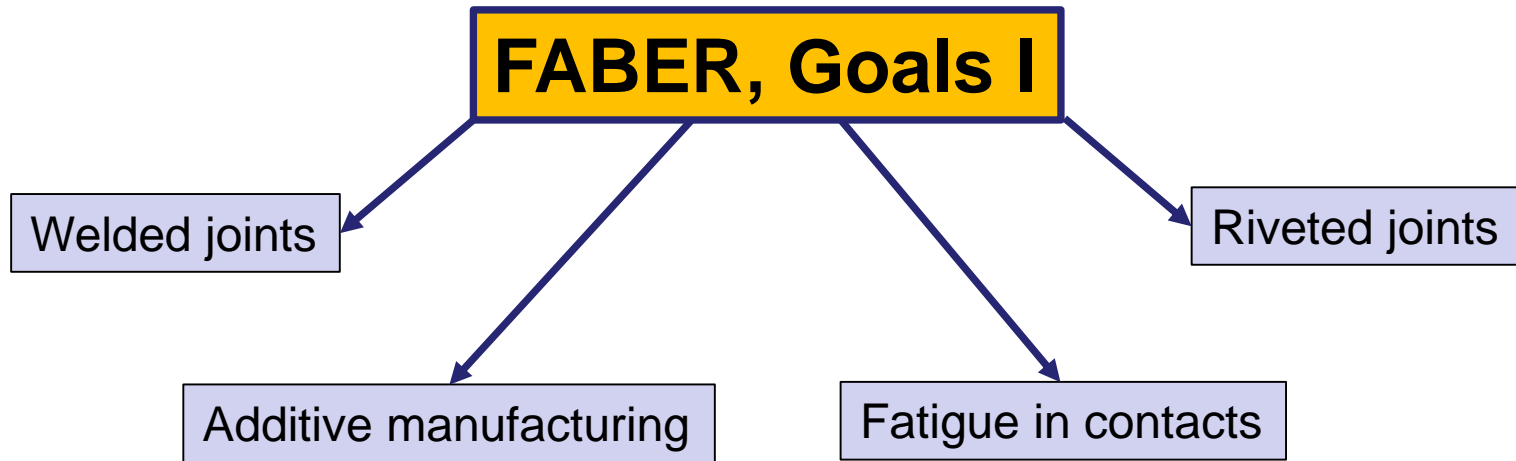 FABER, Goals I
Welded joints
Riveted joints
Additive manufacturing
Fatigue in contacts